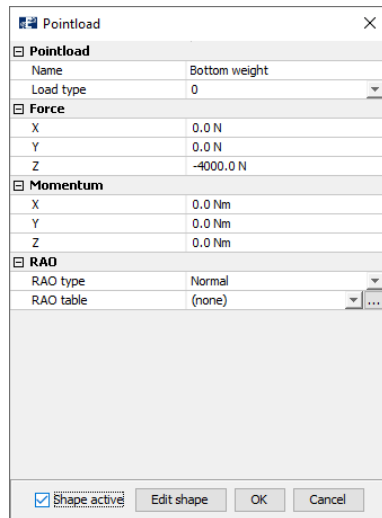 Pointload
Pointload
Name Bottom weight
Load type 0
Force
X 0.0 N
Y 0.0 N
Z -4000.0 N
Momentum
X 0.0 Nm
Y 0.0 Nm
Z 0.0 Nm
RAO
RAO type Normal
RAO table (none) ...
Shape active Edit shape OK Cancel